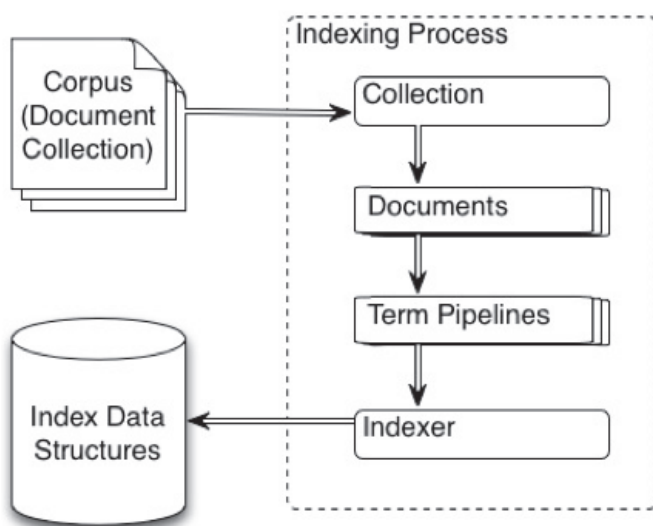 Indexing Process
Corpus
(Document
Collection)
Collection
Documents
Term Pipelines
Indexer
Index Data
Structures